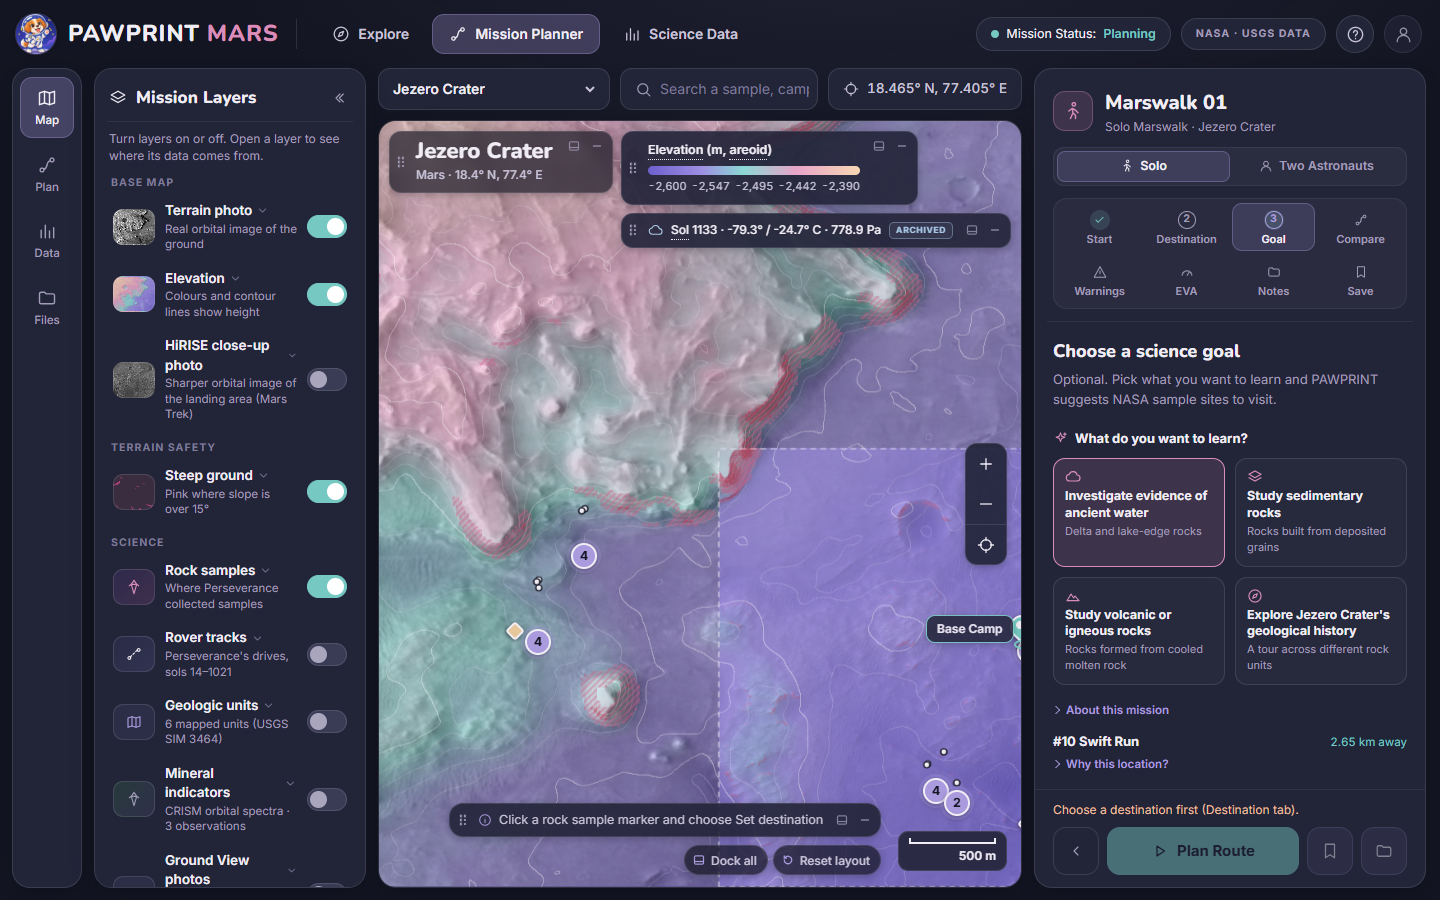 PAWPRINT MARS
Explore
Mission Planner
Science Data
Mission Status: Planning
NASA · USGS DATA
Map
Plan
Data
Files
Mission Layers
Turn layers on or off. Open a layer to see
where its data comes from.
BASE MAP
Terrain photo
Real orbital image of the
ground
Elevation
Colours and contour
lines show height
HiRISE close-up
photo
Sharper orbital image of
the landing area (Mars
Trek)
TERRAIN SAFETY
Steep ground
Pink where slope is
over 15°
SCIENCE
Rock samples
Where Perseverance
collected samples
Rover tracks
Perseverance's drives,
sols 14–1021
Geologic units
6 mapped units (USGS
SIM 3464)
Mineral
indicators
CRISM orbital spectra ·
3 observations
Ground View
photos
Jezero Crater
Search a sample, camp
18.465° N, 77.405° E
Jezero Crater
Mars · 18.4° N, 77.4° E
Elevation (m, areoid)
-2,600 -2,547 -2,495 -2,442 -2,390
Sol 1133 · -79.3° / -24.7° C · 778.9 Pa
ARCHIVED
4
4
Base Camp
4
2
Click a rock sample marker and choose Set destination
Dock all
Reset layout
500 m
Marswalk 01
Solo Marswalk · Jezero Crater
Solo
Two Astronauts
Start
2
Destination
3
Goal
Compare
Warnings
EVA
Notes
Save
Choose a science goal
Optional. Pick what you want to learn and PAWPRINT
suggests NASA sample sites to visit.
What do you want to learn?
Investigate evidence of
ancient water
Delta and lake-edge rocks
Study sedimentary
rocks
Rocks built from deposited
grains
Study volcanic or
igneous rocks
Rocks formed from cooled
molten rock
Explore Jezero Crater's
geological history
A tour across different rock
units
About this mission
#10 Swift Run
2.65 km away
Why this location?
Choose a destination first (Destination tab).
Plan Route